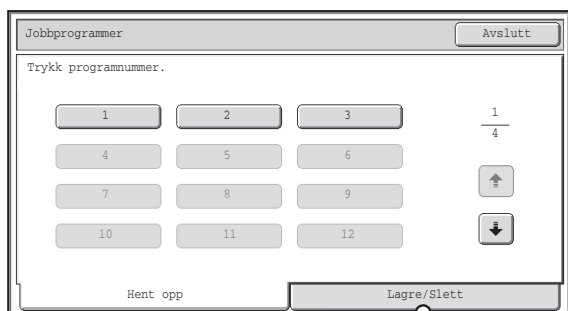 Jobbprogrammer Avslutt
Trykk programnummer.
1 2 3
1
4
4 5 6
7 8 9
10 11 12
Hent opp Lagre/Slett